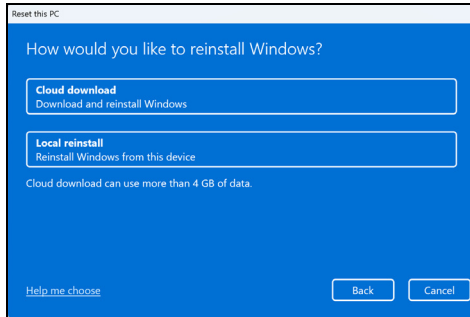 Reset this PC
How would you like to reinstall Windows?
Cloud download
Download and reinstall Windows
Local reinstall
Reinstall Windows from this device
Cloud download can use more than 4 GB of data.
Help me choose
Back
Cancel